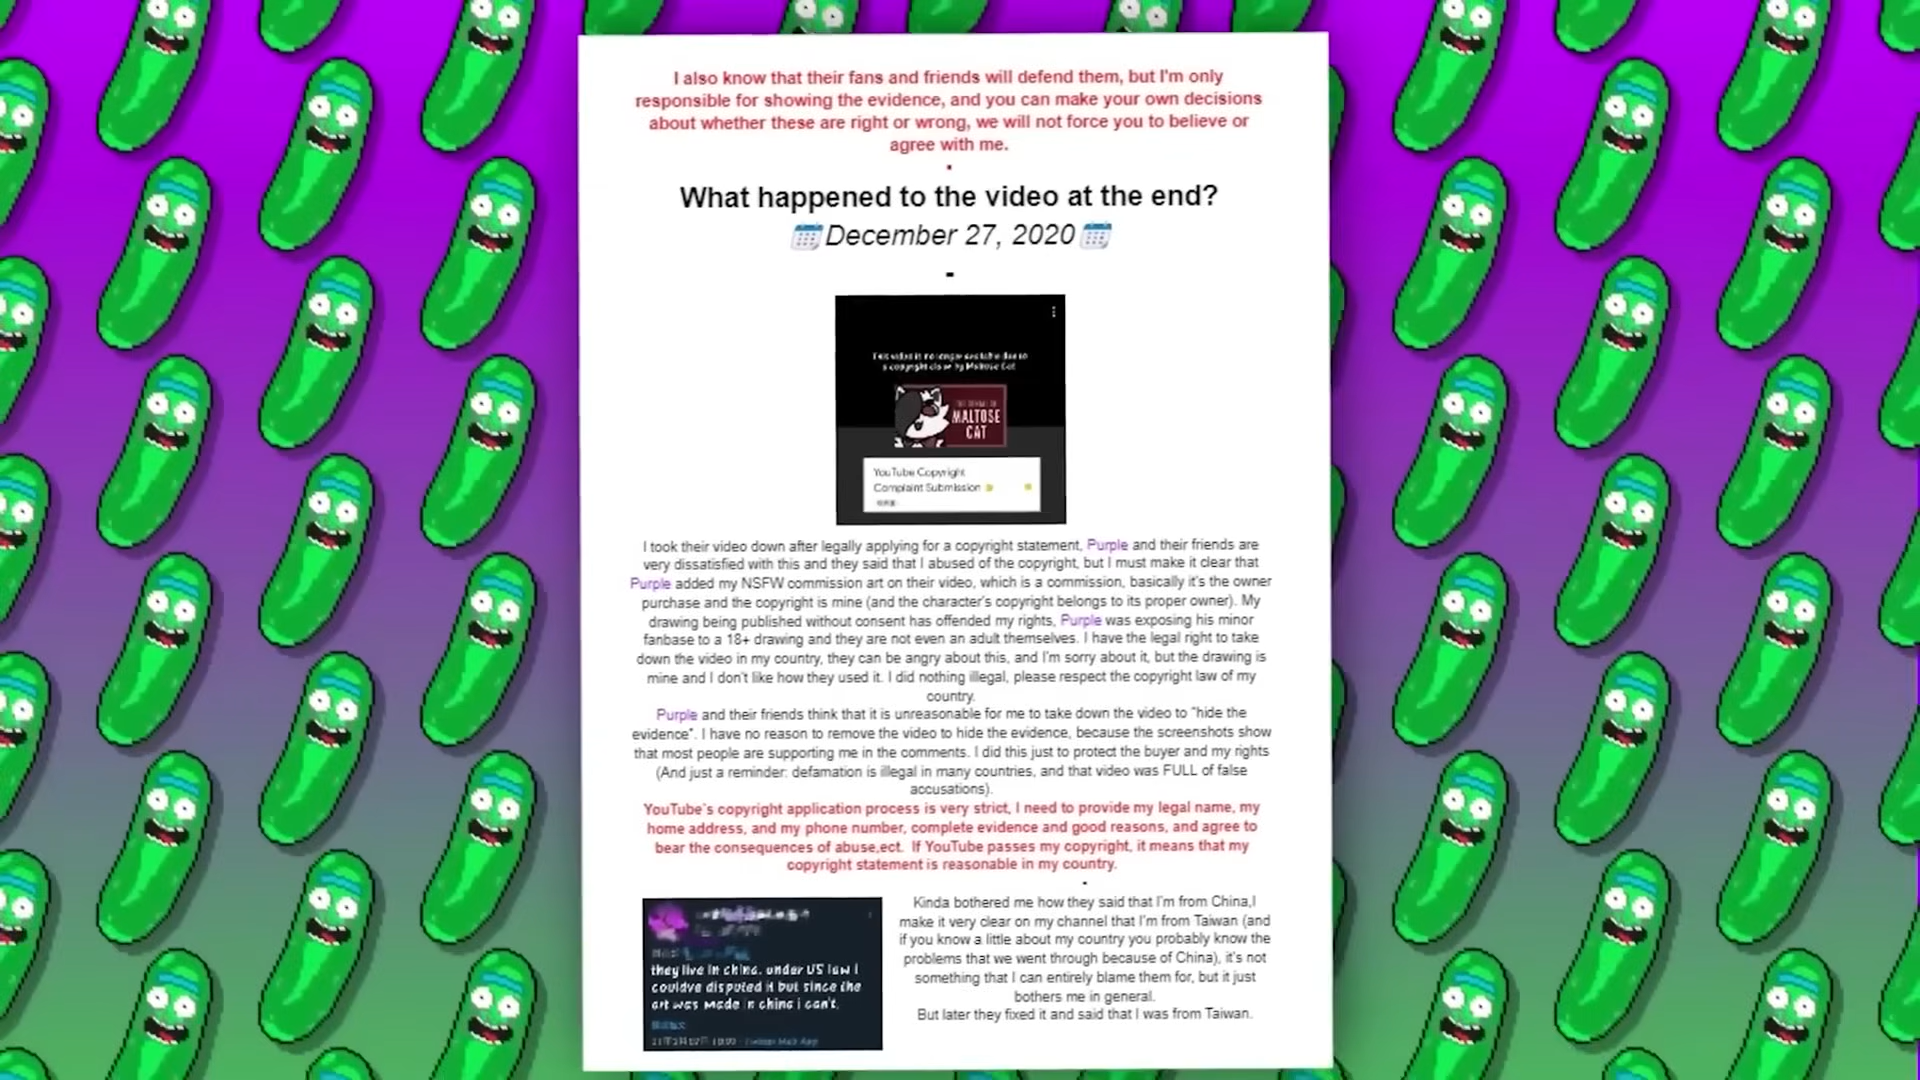 I also know that their fans and friends will defend them, but I'm only
responsible for showing the evidence, and you can make your own decisions
about whether these are right or wrong, we will not force you to believe or
agree with me.
What happened to the video at the end?
December 27, 2020
-
This video is no longer available due to
a copyright claim by Maltose Cat
MALTOSE
CAT
YouTube Copyright
Complaint Submission
I took their video down after legally applying for a copyright statement, Purple and their friends are
very dissatisfied with this and they said that I abused of the copyright, but I must make it clear that
Purple added my NSFW commission art on their video, which is a commission, basically it's the owner
purchase and the copyright is mine (and the character's copyright belongs to its proper owner). My
drawing being published without consent has offended my rights, Purple was exposing his minor
fanbase to a 18+ drawing and they are not even an adult themselves. I have the legal right to take
down the video in my country, they can be angry about this, and I'm sorry about it, but the drawing is
mine and I don't like how they used it. I did nothing illegal, please respect the copyright law of my
country.
Purple and their friends think that it is unreasonable for me to take down the video to "hide the
evidence". I have no reason to remove the video to hide the evidence, because the screenshots show
that most people are supporting me in the comments. I did this just to protect the buyer and my rights
(And just a reminder: defamation is illegal in many countries, and that video was FULL of false
accusations).
YouTube's copyright application process is very strict, I need to provide my legal name, my
home address, and my phone number, complete evidence and good reasons, and agree to
bear the consequences of abuse,ect. If YouTube passes my copyright, it means that my
copyright statement is reasonable in my country.
they live in china. under US law I
couldve disputed it but since the
art was made in china i can't.
Twitter Web App
Kinda bothered me how they said that I'm from China,I
make it very clear on my channel that I'm from Taiwan (and
if you know a little about my country you probably know the
problems that we went through because of China), it's not
something that I can entirely blame them for, but it just
bothers me in general.
But later they fixed it and said that I was from Taiwan.